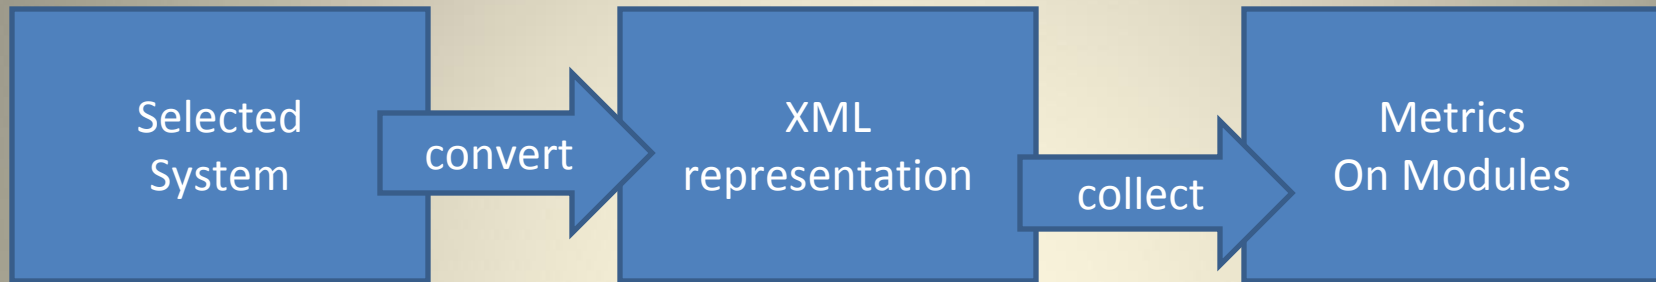 Selected
System
convert
XML
representation
collect
Metrics
On Modules